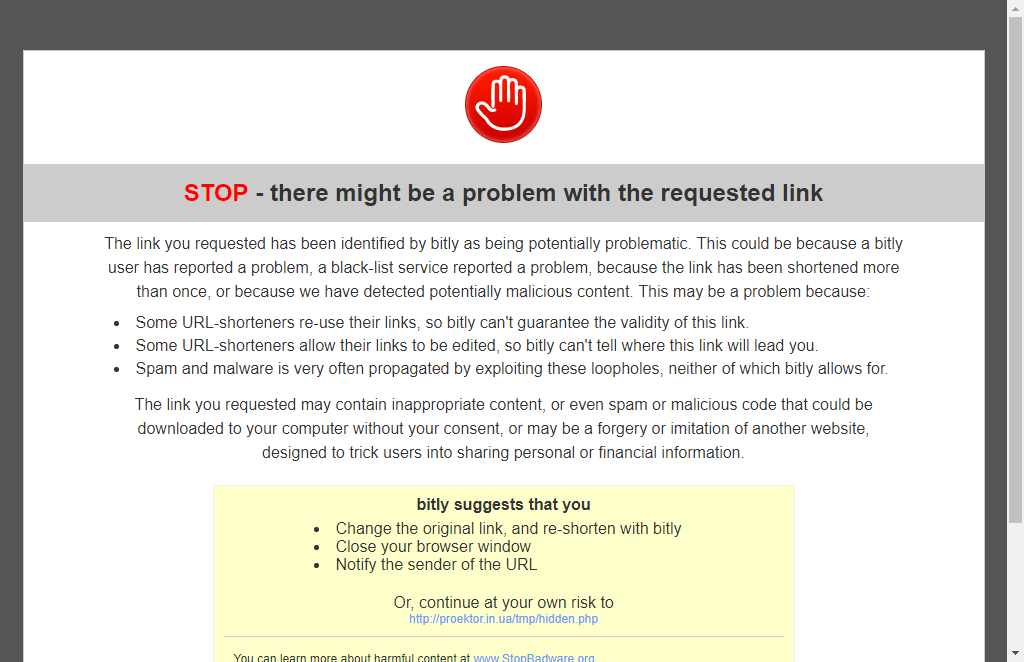 STOP - there might be a problem with the requested link
The link you requested has been identified by bitly as being potentially problematic. This could be because a bitly
user has reported a problem, a black-list service reported a problem, because the link has been shortened more
than once, or because we have detected potentially malicious content. This may be a problem because:
Some URL-shorteners re-use their links, so bitly can't guarantee the validity of this link.
Some URL-shorteners allow their links to be edited, so bitly can't tell where this link will lead you.
Spam and malware is very often propagated by exploiting these loopholes, neither of which bitly allows for.
The link you requested may contain inappropriate content, or even spam or malicious code that could be
downloaded to your computer without your consent, or may be a forgery or imitation of another website,
designed to trick users into sharing personal or financial information.
bitly suggests that you
Change the original link, and re-shorten with bitly
Close your browser window
Notify the sender of the URL
Or, continue at your own risk to
http://proektor.in.ua/tmp/hidden.php
You can learn more about harmful content at www.StopBadware.org